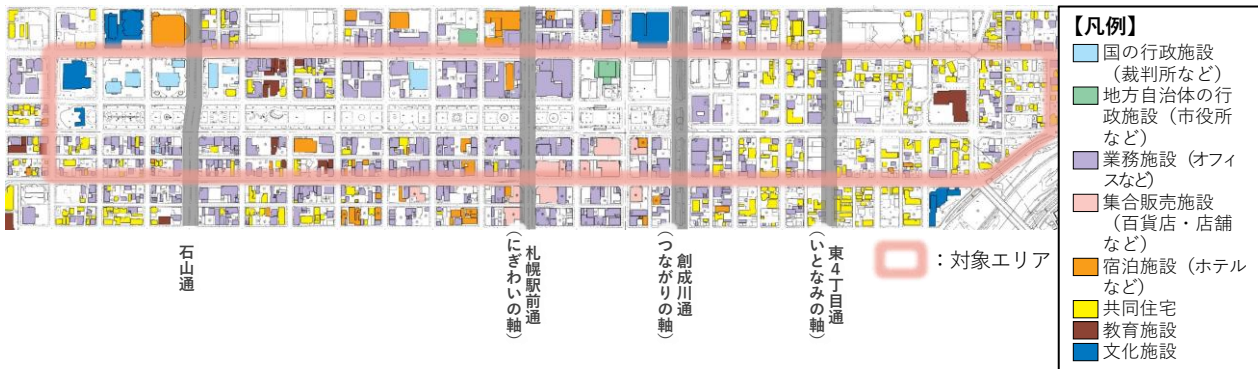 【凡例】
国の行政施設
（裁判所など）
地方自治体の行
政施設（市役所
など）
業務施設（オフィ
スなど）
集合販売施設
（百貨店・店舗
など）
宿泊施設（ホテル
など）
共同住宅
教育施設
文化施設
：対象エリア
石山通
札幌駅前通
（にぎわいの軸）
創成川通
（つながりの軸）
東４丁目通
（いとなみの軸）